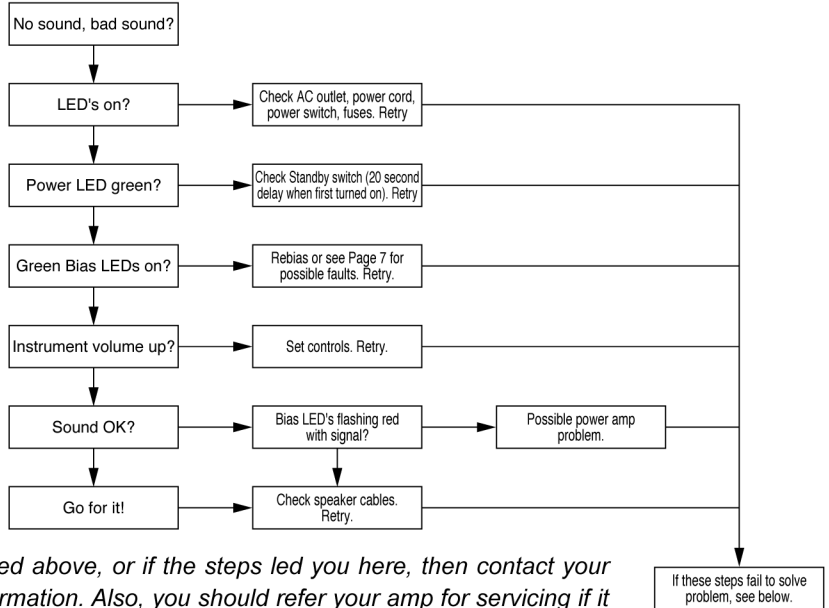 No sound, bad sound?
LED's on?
Check AC outlet, power cord,
power switch, fuses. Retry
Power LED green?
Check Standby switch (20 second
delay when first turned on). Retry
Green Bias LEDs on?
Rebias or see Page 7 for
possible faults. Retry.
Instrument volume up?
Set controls. Retry.
Sound OK?
Bias LED's flashing red
with signal?
Possible power amp
problem.
Go for it!
Check speaker cables.
Retry.
If these steps fail to solve
problem, see below.
ed above, or if the steps led you here, then contact your
rmation. Also, you should refer your amp for servicing if it